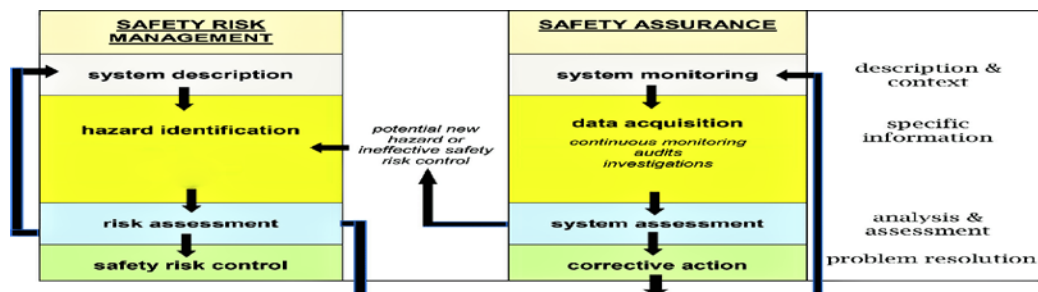 SAFETY RISK
MANAGEMENT
system description
hazard identification
risk assessment
safety risk control
potential new
hazard or
ineffective safety
risk control
SAFETY ASSURANCE
system monitoring
data acquisition
continuous monitoring
audits
investigations
system assessment
corrective action
description &
context
specific
information
analysis &
assessment
problem resolution